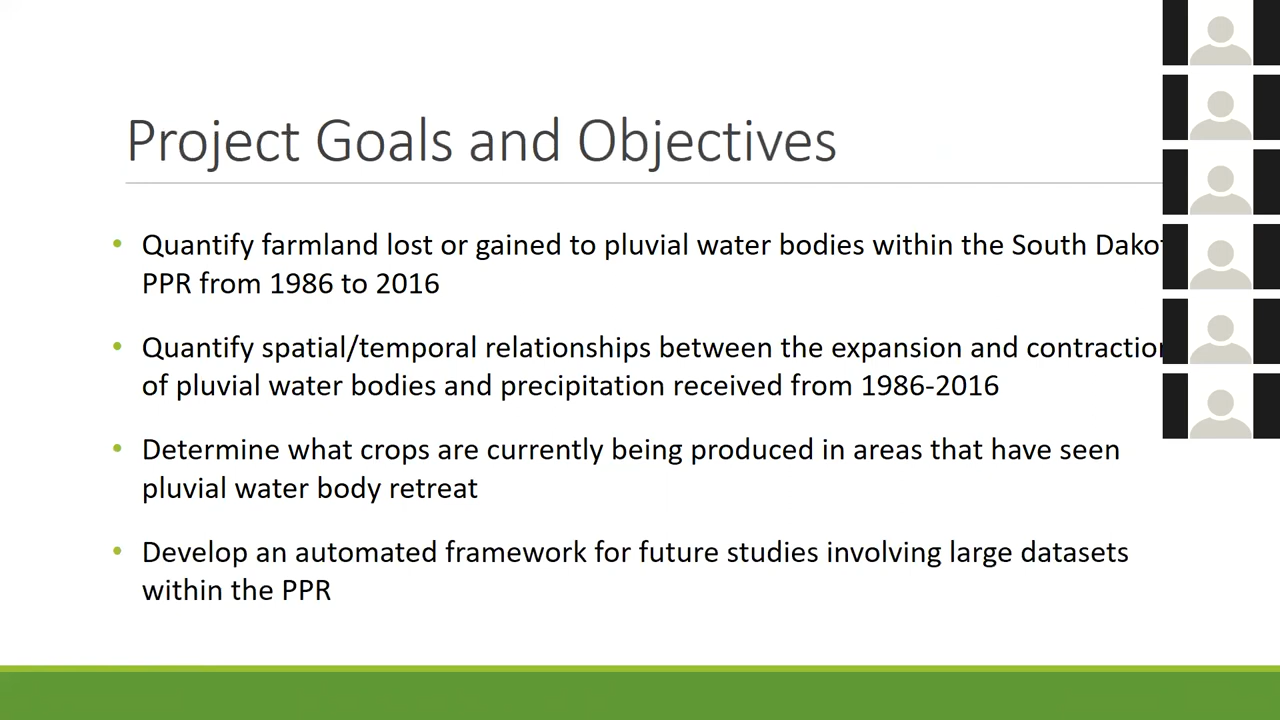 Project Goals and Objectives
• Quantify farmland lost or gained to pluvial water bodies within the South
PPR from 1986 to 2016
• Quantify spatial/temporal relationships between the expansion and contraction
of pluvial water bodies and precipitation received from 1986-2016
• Determine what crops are currently being produced in areas that have seen
pluvial water body retreat
• Develop an automated framework for future studies involving large datasets
within the PPR